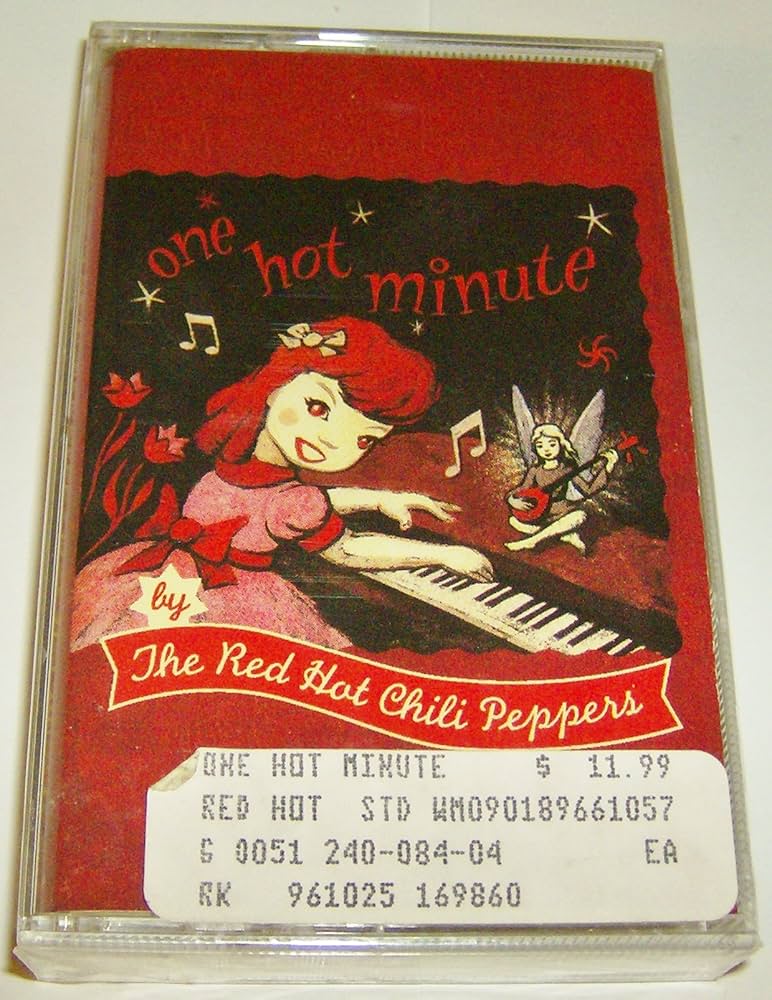 one hot minute
by
The Red Hot Chili Peppers
ONE HOT MINUTE $ 11.99
RED HOT STD WM090189661057
G 0051 240-084-04 EA
RK 961025 169860